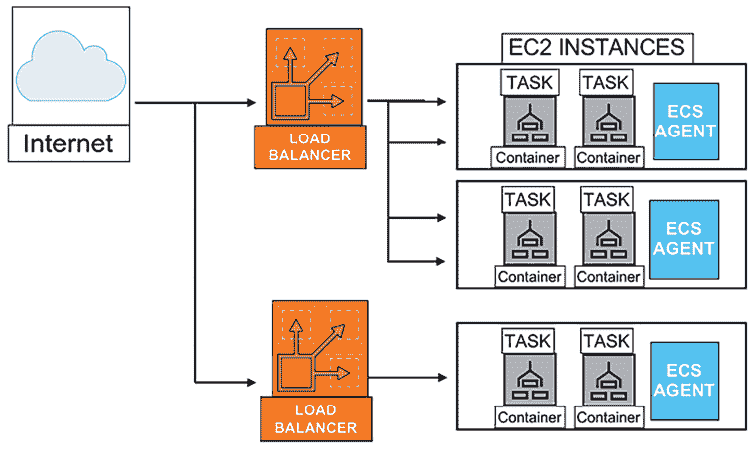 Internet
LOAD
BALANCER
EC2 INSTANCES
TASK
TASK
Container
Container
ECS
AGENT
TASK
TASK
Container
Container
ECS
AGENT
LOAD
BALANCER
TASK
TASK
Container
Container
ECS
AGENT